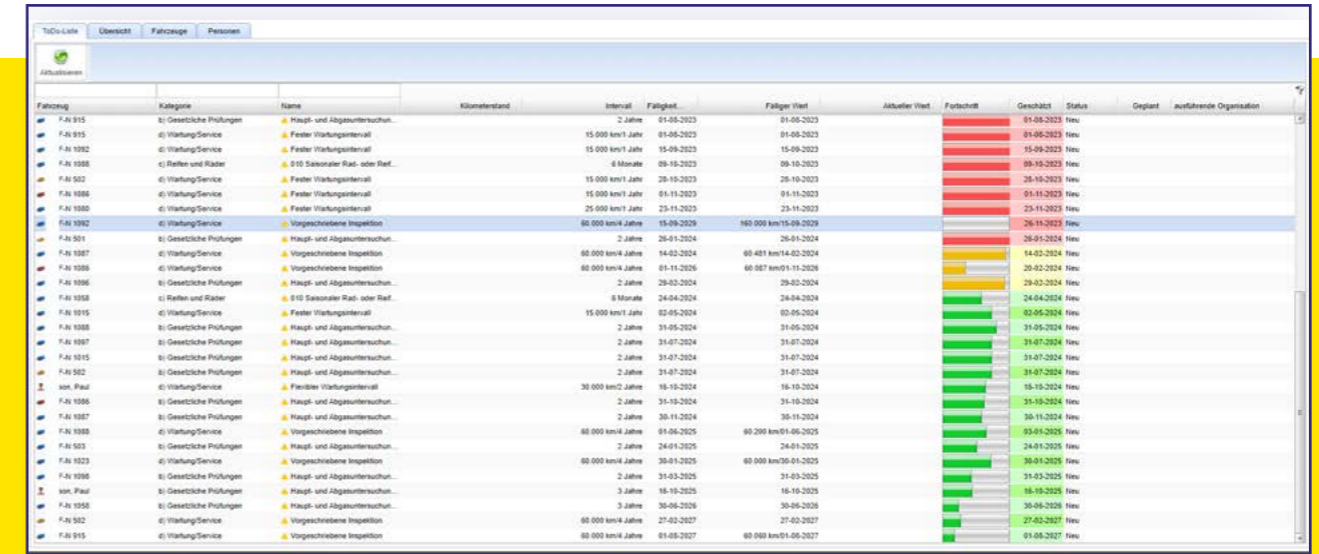 ToDo-Liste Übersicht Fahrzeuge Personen
Aktualisieren
Fahrzeug Kategorie Name Kilometerstand Intervall Fälligkeit... Fälliger Wert Aktueller Wert Fortschritt Geschätzt Status Geplant ausführende Organisation
F-N 915 b) Gesetzliche Prüfungen Haupt- und Abgasuntersuchun... 2 Jahre 01-08-2023 01-08-2023 01-08-2023 Neu
F-N 915 d) Wartung/Service Fester Wartungsintervall 15.000 km/1 Jahr 01-08-2023 01-08-2023 01-08-2023 Neu
F-N 1092 d) Wartung/Service Fester Wartungsintervall 15.000 km/1 Jahr 15-09-2023 15-09-2023 15-09-2023 Neu
F-N 1088 c) Reifen und Räder 010 Saisonaler Rad- oder Reif... 6 Monate 09-10-2023 09-10-2023 09-10-2023 Neu
F-N 502 d) Wartung/Service Fester Wartungsintervall 15.000 km/1 Jahr 28-10-2023 28-10-2023 28-10-2023 Neu
F-N 1086 d) Wartung/Service Fester Wartungsintervall 15.000 km/1 Jahr 01-11-2023 01-11-2023 01-11-2023 Neu
F-N 1080 d) Wartung/Service Fester Wartungsintervall 25.000 km/1 Jahr 23-11-2023 23-11-2023 23-11-2023 Neu
F-N 1092 d) Wartung/Service Vorgeschriebene Inspektion 60.000 km/4 Jahre 15-09-2029 160.000 km/15-09-2029 26-11-2023 Neu
F-N 501 b) Gesetzliche Prüfungen Haupt- und Abgasuntersuchun... 2 Jahre 26-01-2024 26-01-2024 26-01-2024 Neu
F-N 1087 d) Wartung/Service Vorgeschriebene Inspektion 60.000 km/4 Jahre 14-02-2024 60.481 km/14-02-2024 14-02-2024 Neu
F-N 1086 d) Wartung/Service Vorgeschriebene Inspektion 60.000 km/4 Jahre 01-11-2026 60.087 km/01-11-2026 20-02-2024 Neu
F-N 1096 b) Gesetzliche Prüfungen Haupt- und Abgasuntersuchun... 2 Jahre 29-02-2024 29-02-2024 29-02-2024 Neu
F-N 1058 c) Reifen und Räder 010 Saisonaler Rad- oder Reif... 6 Monate 24-04-2024 24-04-2024 24-04-2024 Neu
F-N 1015 d) Wartung/Service Fester Wartungsintervall 15.000 km/1 Jahr 02-05-2024 02-05-2024 02-05-2024 Neu
F-N 1088 b) Gesetzliche Prüfungen Haupt- und Abgasuntersuchun... 2 Jahre 31-05-2024 31-05-2024 31-05-2024 Neu
F-N 1097 b) Gesetzliche Prüfungen Haupt- und Abgasuntersuchun... 2 Jahre 31-07-2024 31-07-2024 31-07-2024 Neu
F-N 1015 b) Gesetzliche Prüfungen Haupt- und Abgasuntersuchun... 2 Jahre 31-07-2024 31-07-2024 31-07-2024 Neu
F-N 502 b) Gesetzliche Prüfungen Haupt- und Abgasuntersuchun... 2 Jahre 31-07-2024 31-07-2024 31-07-2024 Neu
son, Paul d) Wartung/Service Flexibler Wartungsintervall 30.000 km/2 Jahre 16-10-2024 16-10-2024 16-10-2024 Neu
F-N 1086 b) Gesetzliche Prüfungen Haupt- und Abgasuntersuchun... 2 Jahre 31-10-2024 31-10-2024 31-10-2024 Neu
F-N 1087 b) Gesetzliche Prüfungen Haupt- und Abgasuntersuchun... 2 Jahre 30-11-2024 30-11-2024 30-11-2024 Neu
F-N 1088 d) Wartung/Service Vorgeschriebene Inspektion 60.000 km/4 Jahre 01-06-2025 60.200 km/01-06-2025 03-01-2025 Neu
F-N 503 b) Gesetzliche Prüfungen Haupt- und Abgasuntersuchun... 2 Jahre 24-01-2025 24-01-2025 24-01-2025 Neu
F-N 1023 d) Wartung/Service Vorgeschriebene Inspektion 60.000 km/4 Jahre 30-01-2025 60.000 km/30-01-2025 30-01-2025 Neu
F-N 1098 b) Gesetzliche Prüfungen Haupt- und Abgasuntersuchun... 2 Jahre 31-03-2025 31-03-2025 31-03-2025 Neu
son, Paul b) Gesetzliche Prüfungen Haupt- und Abgasuntersuchun... 3 Jahre 16-10-2025 16-10-2025 16-10-2025 Neu
F-N 1058 b) Gesetzliche Prüfungen Haupt- und Abgasuntersuchun... 3 Jahre 30-06-2026 30-06-2026 30-06-2026 Neu
F-N 502 d) Wartung/Service Vorgeschriebene Inspektion 60.000 km/4 Jahre 27-02-2027 27-02-2027 27-02-2027 Neu
F-N 915 d) Wartung/Service Vorgeschriebene Inspektion 60.000 km/4 Jahre 01-08-2027 60.060 km/01-08-2027 01-08-2027 Neu